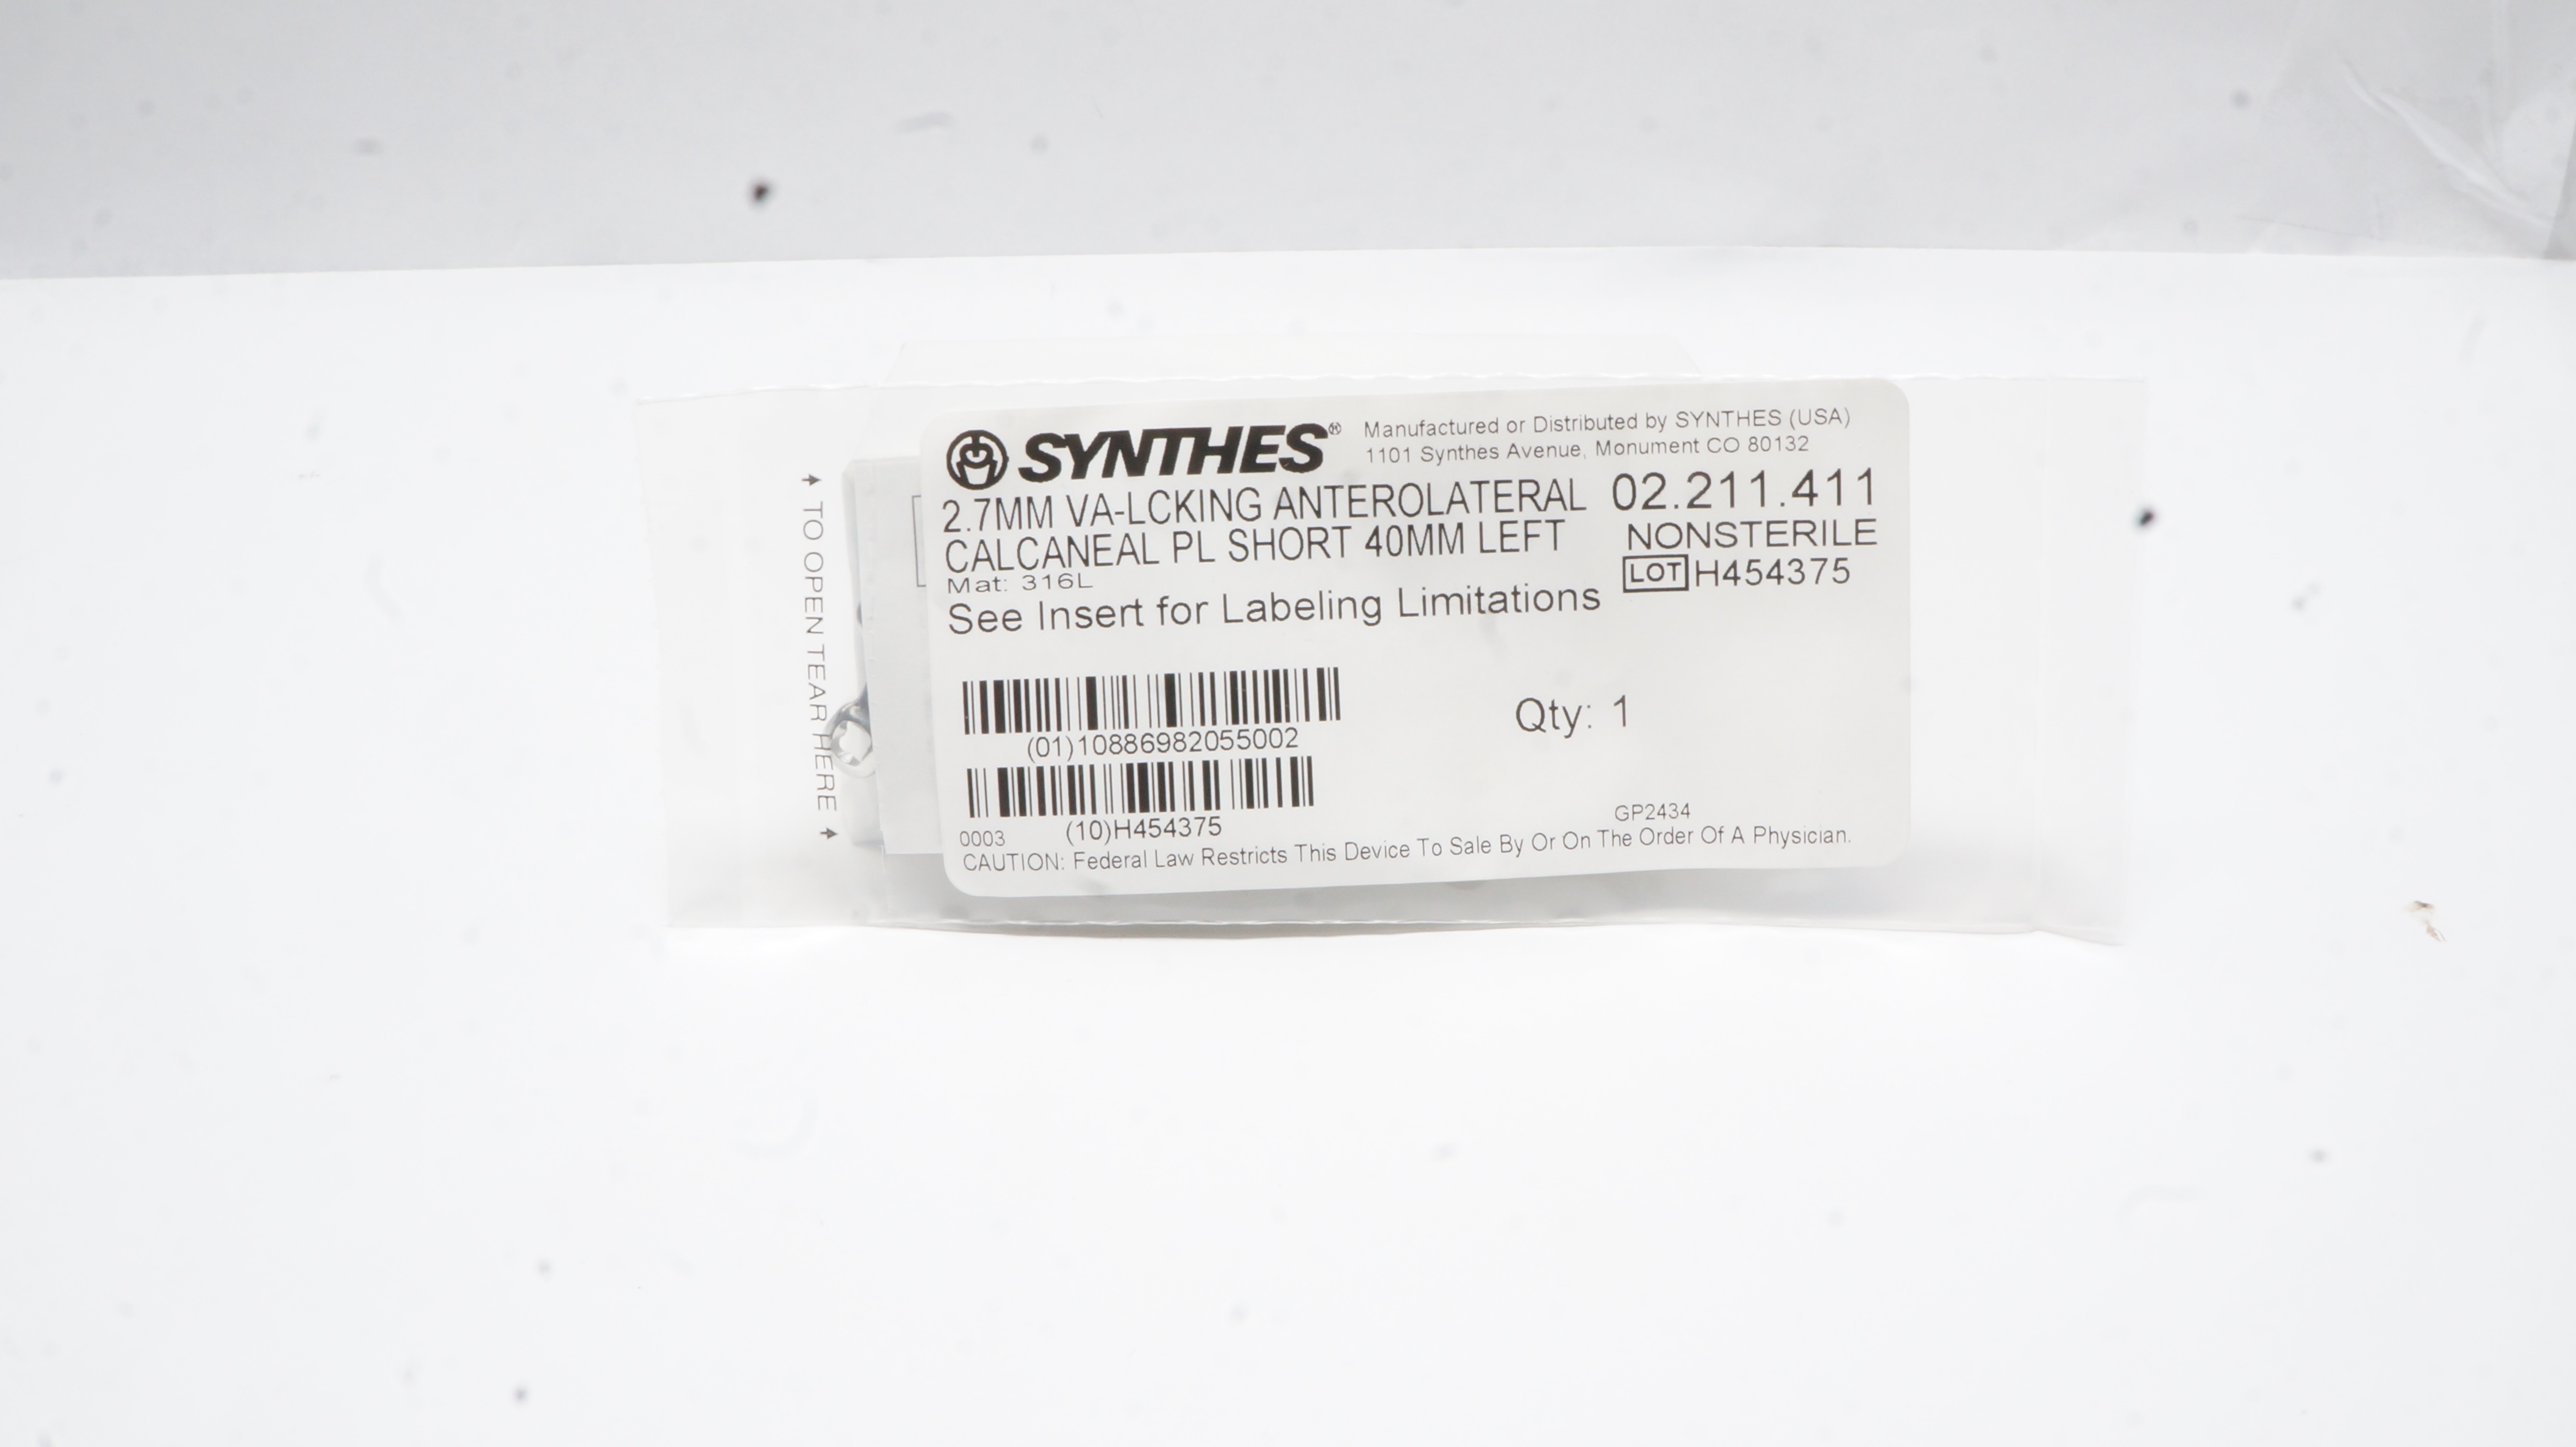 SYNTHES®
Manufactured or Distributed by SYNTHES (USA)
1101 Synthes Avenue, Monument CO 80132
2.7MM VA-LCKING ANTEROLATERAL
CALCANEAL PL SHORT 40MM LEFT
02.211.411
NONSTERILE
LOT H454375
Mat: 316L
See Insert for Labeling Limitations
(01)10886982055002
Qty: 1
(10)H454375
0003
GP2434
CAUTION: Federal Law Restricts This Device To Sale By Or On The Order Of A Physician.
TO OPEN TEAR HERE